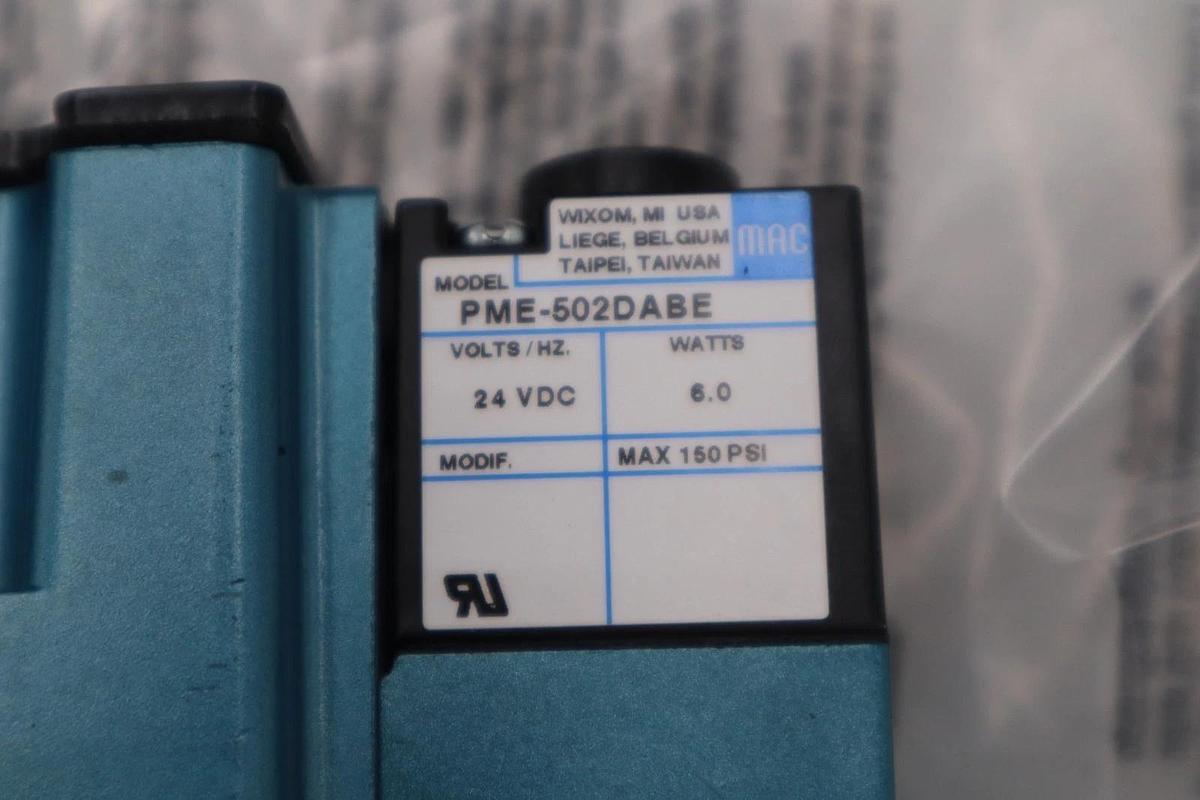 WIXOM, MI USA
LIEGE, BELGIUM
TAIPEI, TAIWAN
MAC
MODEL
PME-502DABE
VOLTS/HZ.
24 VDC
WATTS
6.0
MODIF.
MAX 150 PSI